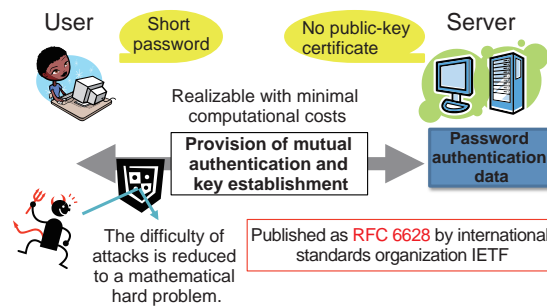 User
Short
password
No public-key
certificate
Server
Realizable with minimal
computational costs
Provision of mutual
authentication and
key establishment
Password
authentication
data
The difficulty of
attacks is reduced
to a mathematical
hard problem.
Published as RFC 6628 by international
standards organization IETF